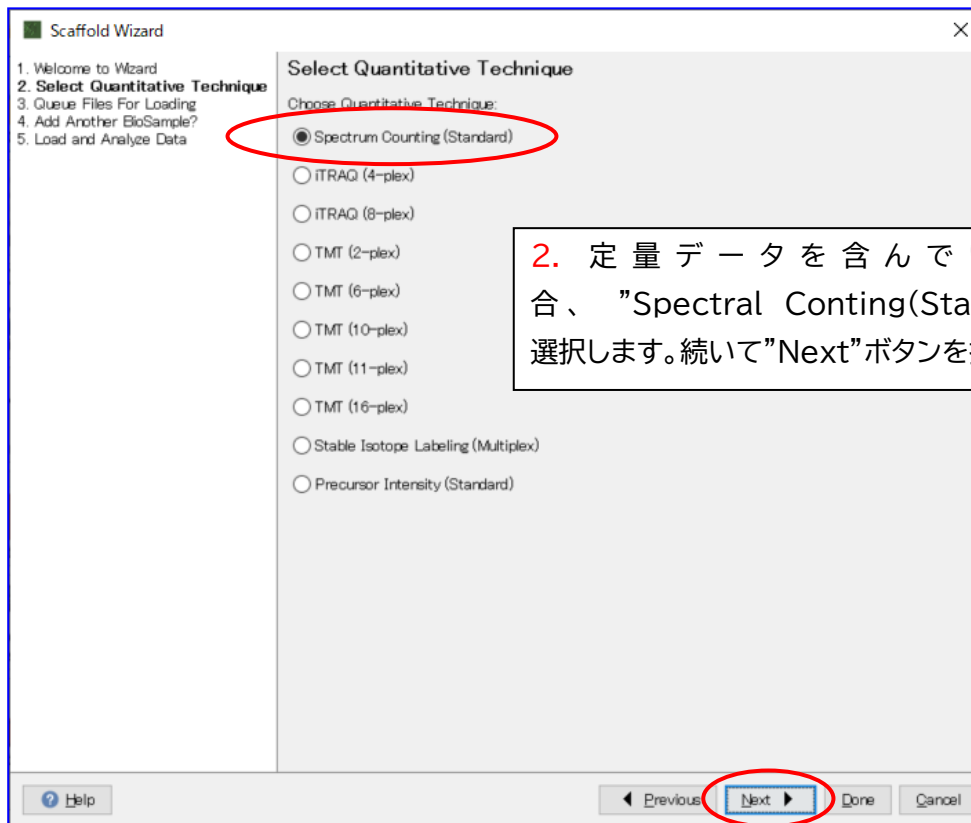 Scaffold Wizard
1. Welcome to Wizard
2. Select Quantitative Technique
3. Queue Files For Loading
4. Add Another BioSample?
5. Load and Analyze Data
Select Quantitative Technique
Choose Quantitative Technique:
Spectrum Counting (Standard)
iTRAQ (4-plex)
iTRAQ (8-plex)
TMT (2-plex)
TMT (6-plex)
TMT (10-plex)
TMT (11-plex)
TMT (16-plex)
Stable Isotope Labeling (Multiplex)
Precursor Intensity (Standard)
2. 定量データを含んで
合、 ”Spectral Conting(Sta
選択します。続いて”Next”ボタンを
Help
Previous
Next
Done
Cancel